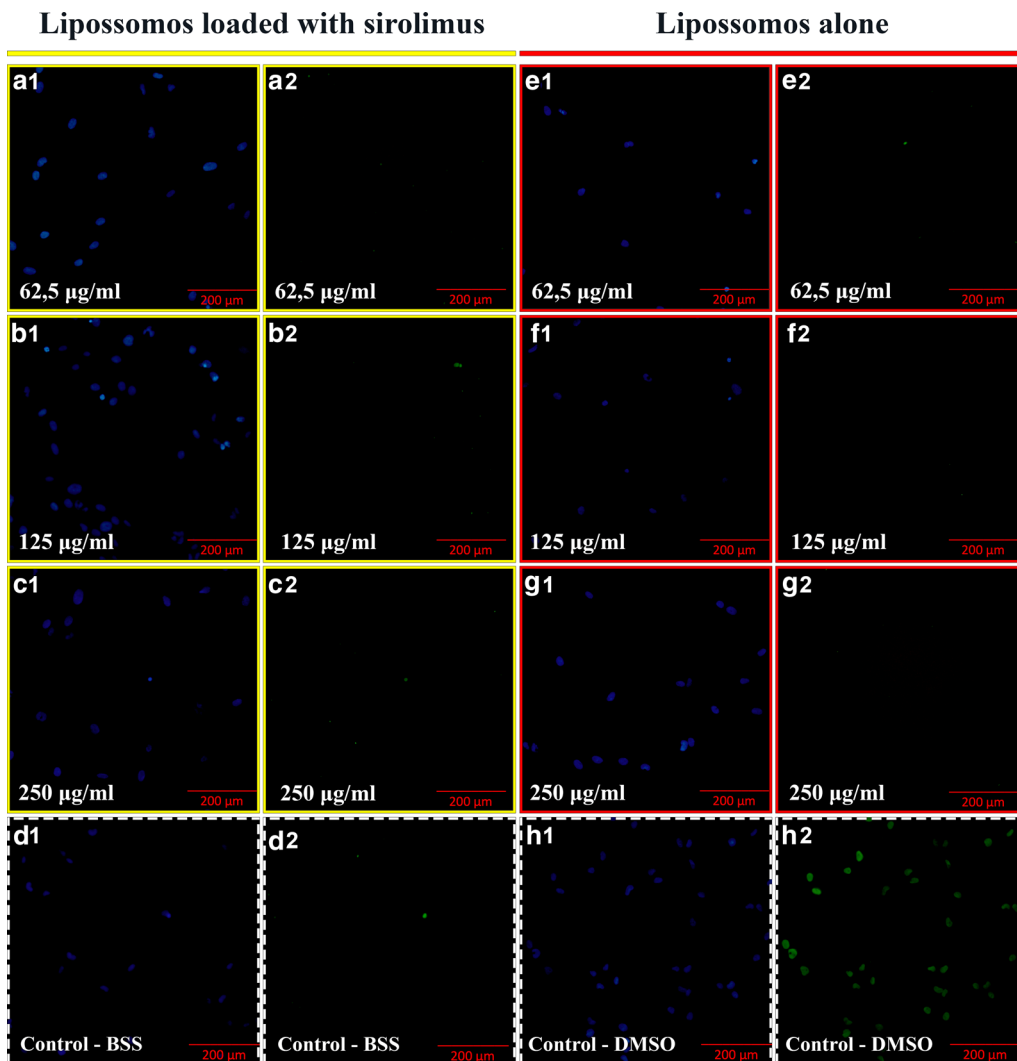 Lipossomos loaded with sirolimus
Lipossomos alone
a1
a2
e1
e2
62,5 μg/ml
200 μm
62,5 μg/ml
200 μm
62,5 μg/ml
200 μm
62,5 μg/ml
200 μm
b1
b2
f1
f2
125 μg/ml
200 μm
125 μg/ml
200 μm
125 μg/ml
200 μm
125 μg/ml
200 μm
c1
c2
g1
g2
250 μg/ml
200 μm
250 μg/ml
200 μm
250 μg/ml
200 μm
250 μg/ml
200 μm
d1
d2
h1
h2
Control - BSS
200 μm
Control - BSS
200 μm
Control - DMSO
200 μm
Control - DMSO
200 μm